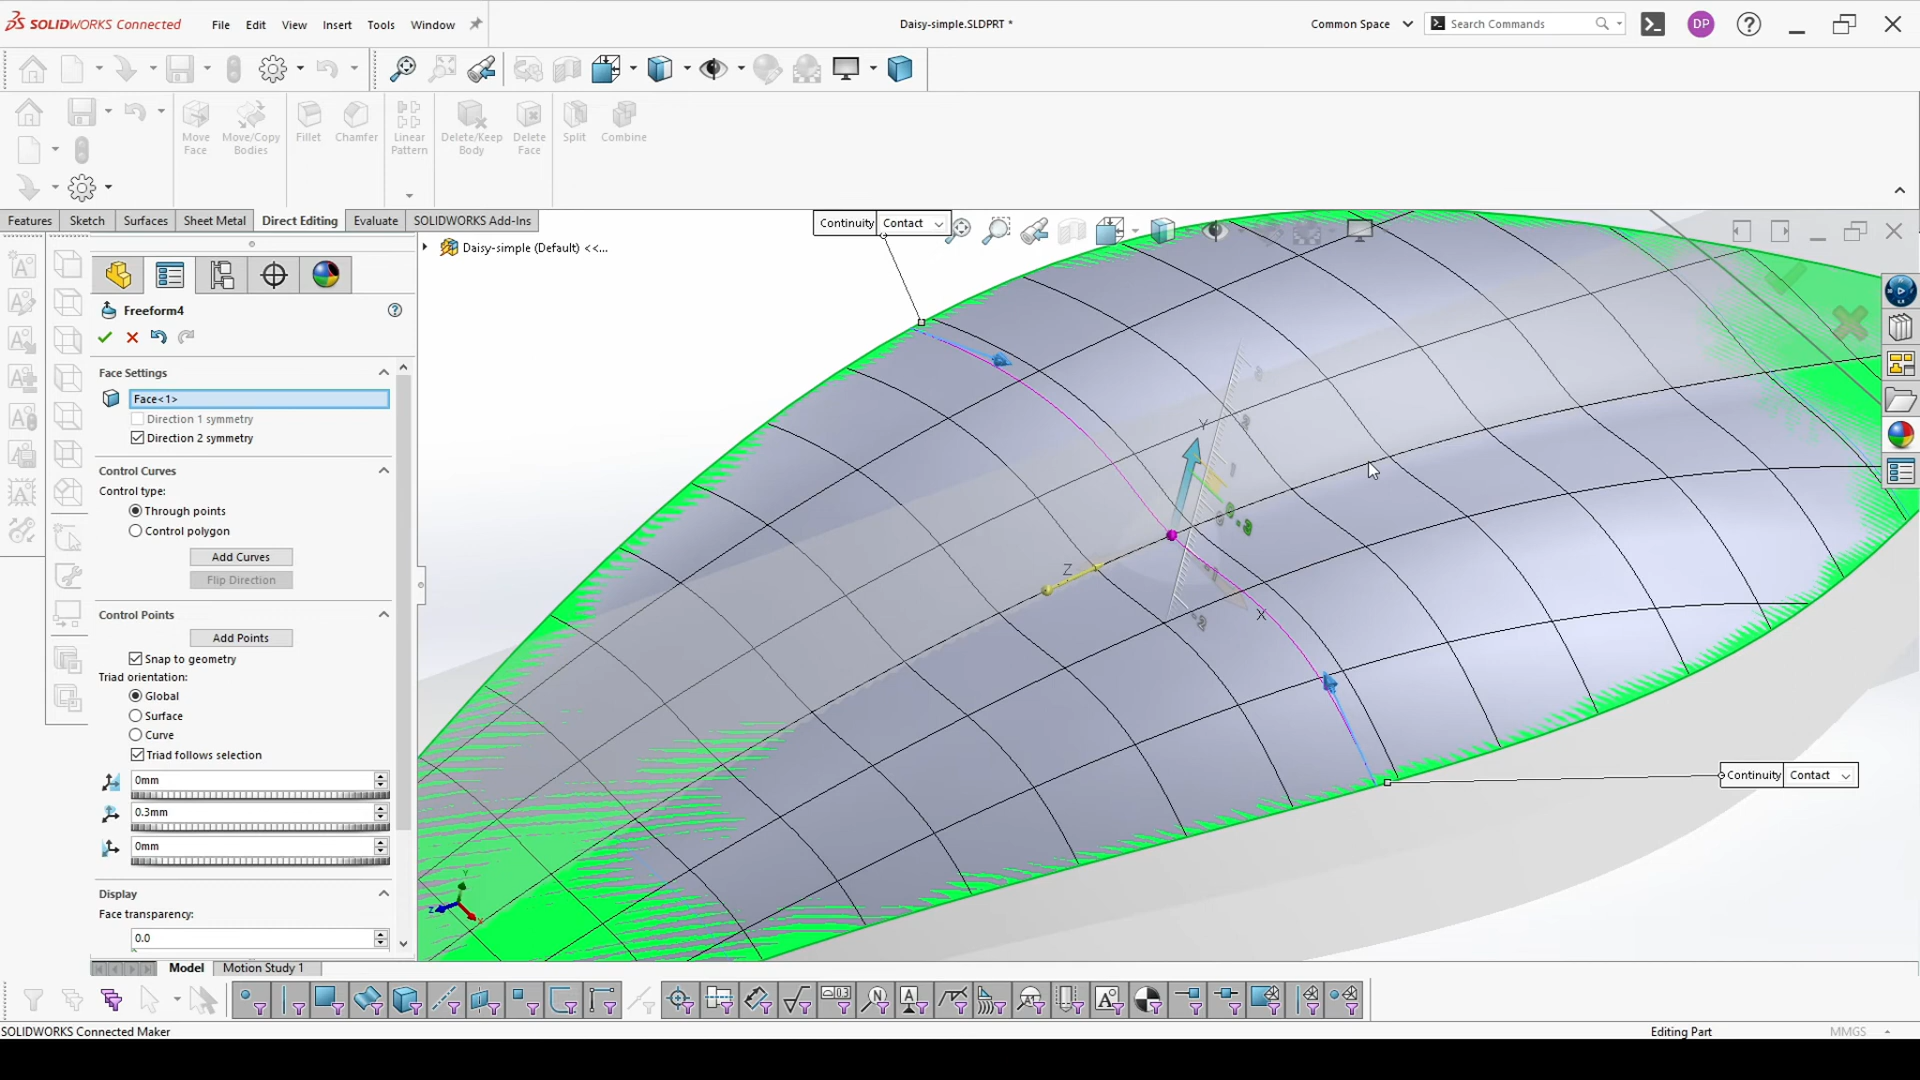 SOLIDWORKS Connected
File
Edit
View
Insert
Tools
Window
Daisy-simple.SLDPRT *
Common Space
Search Commands
DP
Move Face
Move/Copy Bodies
Fillet
Chamfer
Linear Pattern
Delete/Keep Body
Delete Face
Split
Combine
Features
Sketch
Surfaces
Sheet Metal
Direct Editing
Evaluate
SOLIDWORKS Add-Ins
Continuity
Contact
Daisy-simple (Default) <<...
Freeform4
Face Settings
Face<1>
Direction 1 symmetry
Direction 2 symmetry
Control Curves
Control type:
Through points
Control polygon
Add Curves
Flip Direction
Control Points
Add Points
Snap to geometry
Triad orientation:
Global
Surface
Curve
Triad follows selection
0mm
0.3mm
0mm
Display
Face transparency:
0.0
Y
Z
X
Continuity
Contact
Model
Motion Study 1
SOLIDWORKS Connected Maker
Editing Part
MMGS